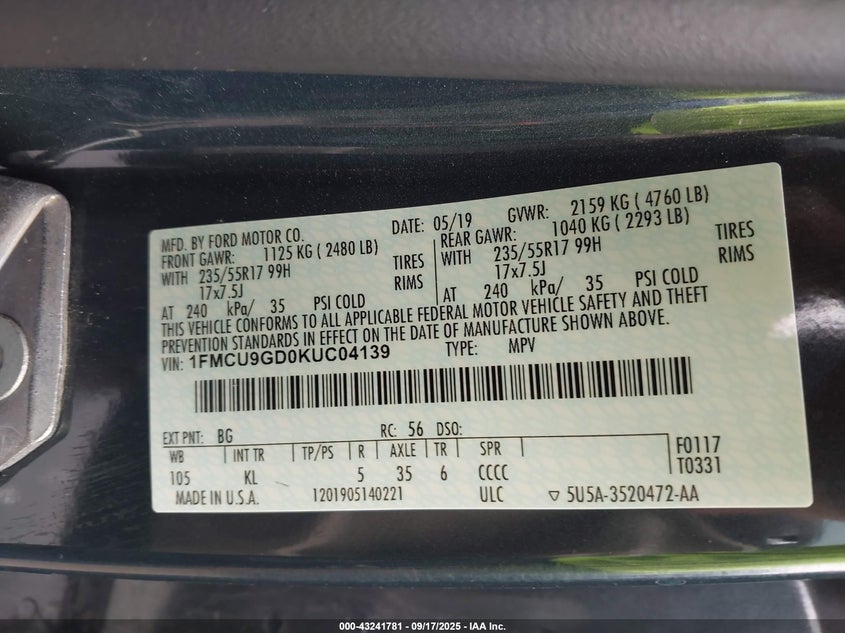 MFD. BY FORD MOTOR CO. DATE: 05/19 GVWR: 2159 KG ( 4760 LB)
FRONT GAWR: 1125 KG ( 2480 LB) REAR GAWR: 1040 KG ( 2293 LB)
WITH 235/55R17 99H TIRES WITH 235/55R17 99H TIRES
17x7.5J RIMS 17x7.5J RIMS
AT 240 kPa/ 35 PSI COLD AT 240 kPa/ 35 PSI COLD
THIS VEHICLE CONFORMS TO ALL APPLICABLE FEDERAL MOTOR VEHICLE SAFETY AND THEFT
PREVENTION STANDARDS IN EFFECT ON THE DATE OF MANUFACTURE SHOWN ABOVE.
VIN: 1FMCU9GD0KUC04139 TYPE: MPV
EXT PNT: BG RC: 56 DSO:
WB INT TR TP/PS R AXLE TR SPR F0117
105 KL 5 35 6 CCCC T0331
MADE IN U.S.A. 1201905140221 ULC ▽ 5U5A-3520472-AA
000-43241781 - 09/17/2025 - IAA Inc.